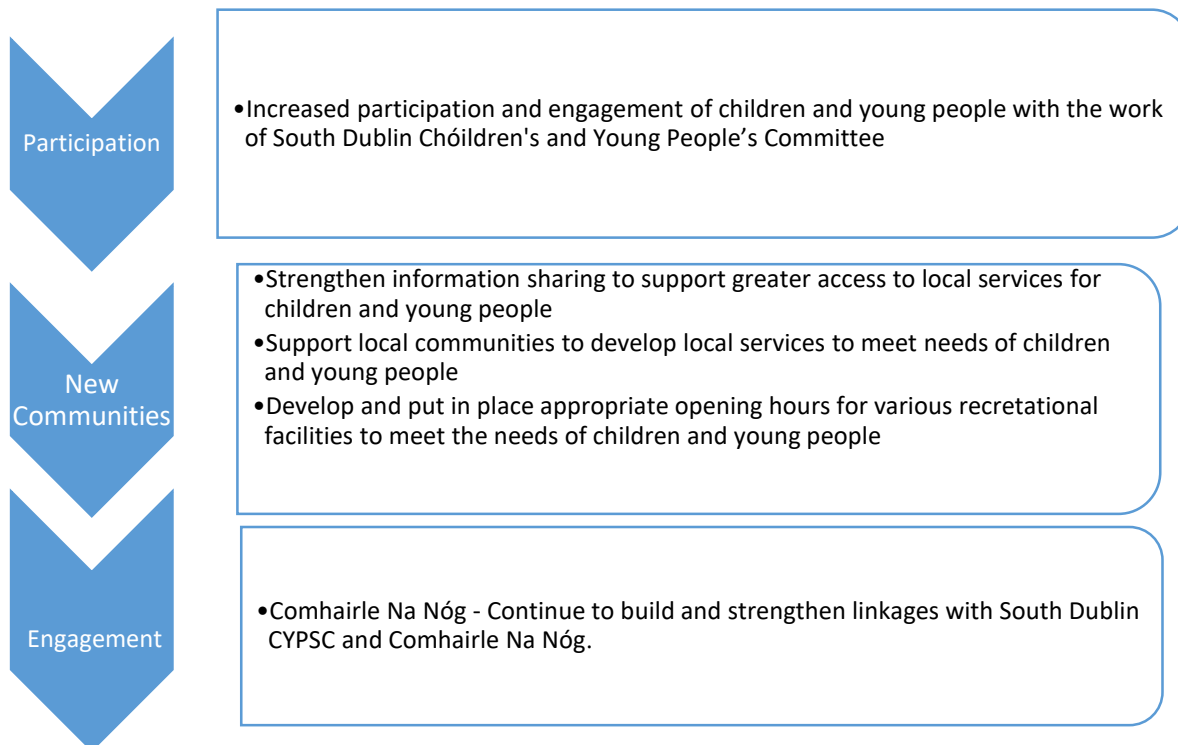 Participation
•Increased participation and engagement of children and young people with the work
of South Dublin Chóildren's and Young People’s Committee
New
Communities
•Strengthen information sharing to support greater access to local services for
children and young people
•Support local communities to develop local services to meet needs of children
and young people
•Develop and put in place appropriate opening hours for various recretational
facilities to meet the needs of children and young people
Engagement
•Comhairle Na Nóg - Continue to build and strengthen linkages with South Dublin
CYPSC and Comhairle Na Nóg.